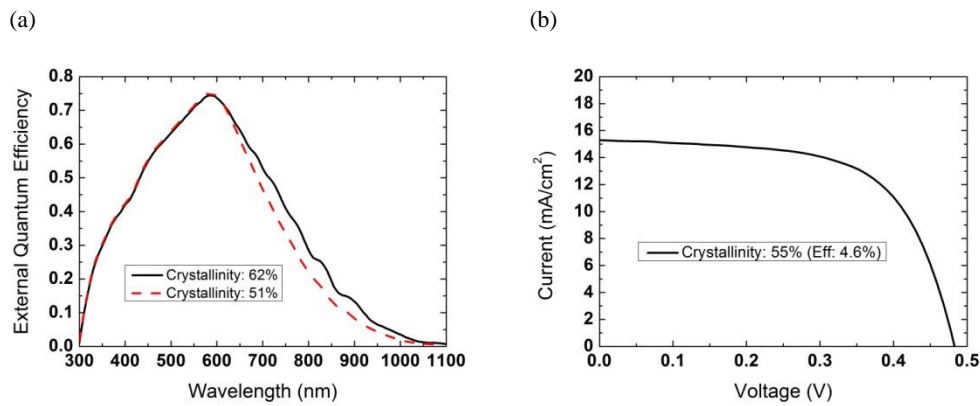 (a)
(b)
0.8
0.7
0.6
0.5
0.4
0.3
0.2
0.1
0.0
External Quantum Efficiency
Crystallinity: 62%
Crystallinity: 51%
300 400 500 600 700 800 900 1000 1100
Wavelength (nm)
20
18
16
14
12
10
8
6
4
2
0
Current (mA/cm²)
Crystallinity: 55% (Eff: 4.6%)
0.0 0.1 0.2 0.3 0.4 0.5
Voltage (V)